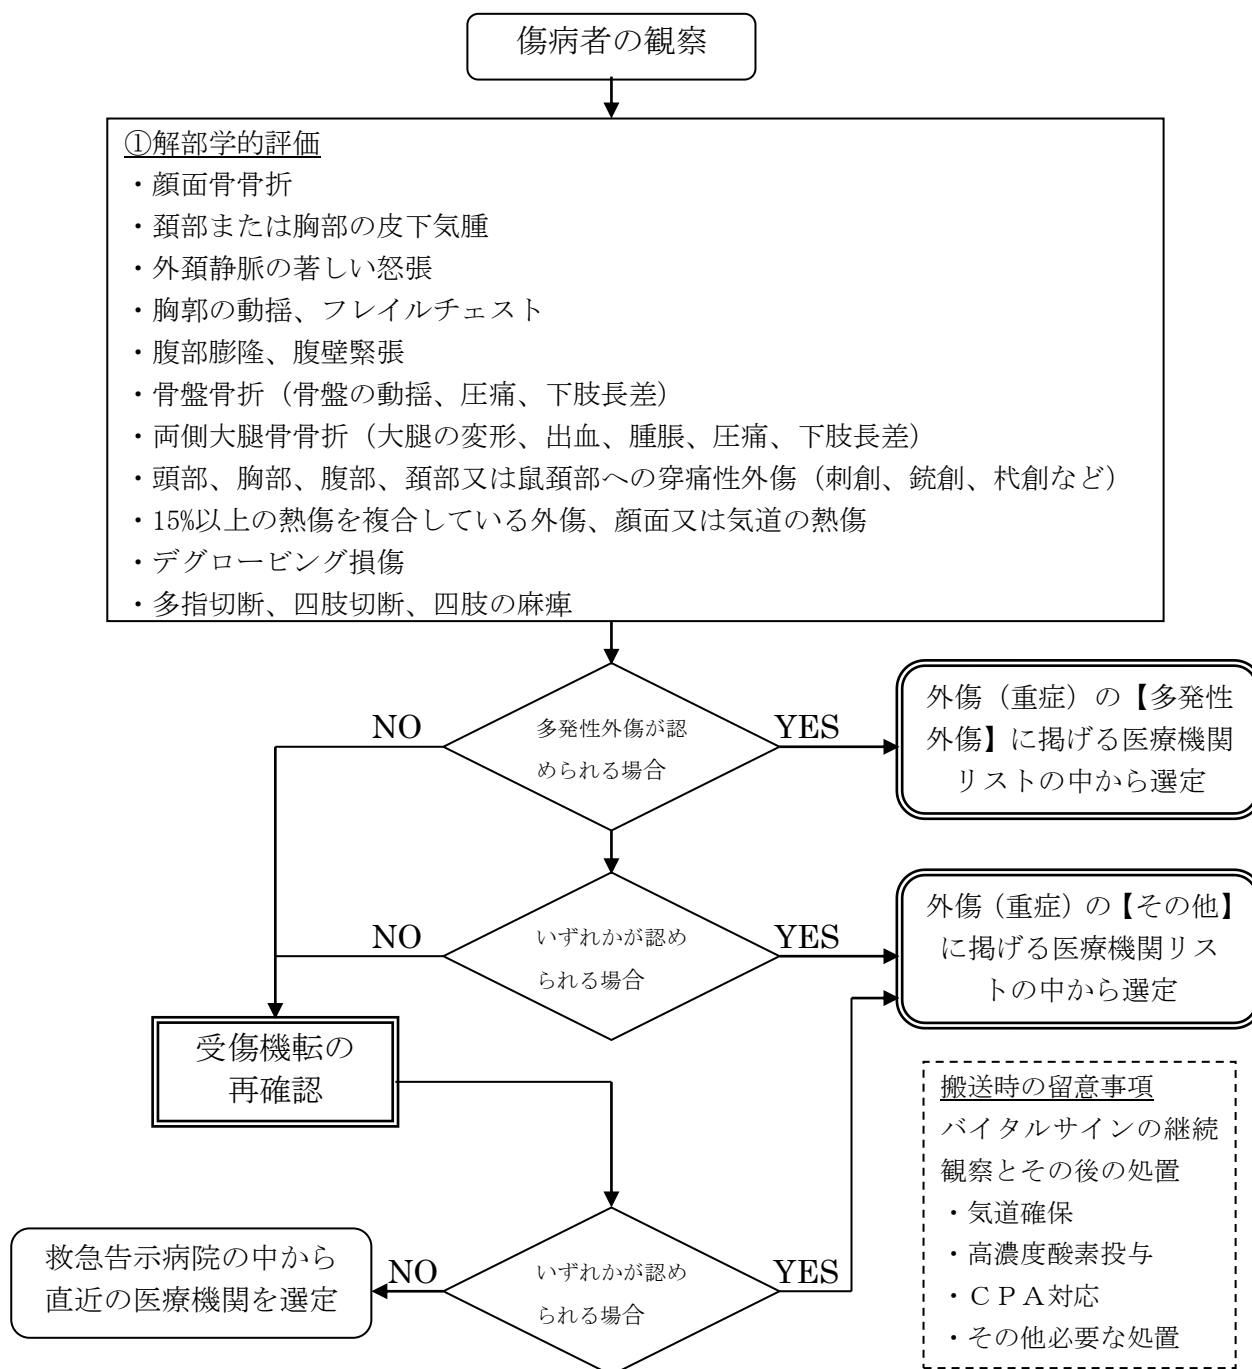 傷病者の観察
①解部学的評価
・顔面骨骨折
・頚部または胸部の皮下気腫
・外頚静脈の著しい怒張
・胸郭の動揺、フレイルチェスト
・腹部膨隆、腹壁緊張
・骨盤骨折（骨盤の動揺、圧痛、下肢長差）
・両側大腿骨骨折（大腿の変形、出血、腫脹、圧痛、下肢長差）
・頭部、胸部、腹部、頚部又は鼠頚部への穿痛性外傷（刺創、銃創、杙創など）
・15%以上の熱傷を複合している外傷、顔面又は気道の熱傷
・デグロービング損傷
・多指切断、四肢切断、四肢の麻痺
NO
多発性外傷が認
められる場合
YES
外傷（重症）の【多発性
外傷】に掲げる医療機関
リストの中から選定
NO
いずれかが認め
られる場合
YES
外傷（重症）の【その他】
に掲げる医療機関リス
トの中から選定
受傷機転の
再確認
搬送時の留意事項
バイタルサインの継続
観察とその後の処置
・気道確保
・高濃度酸素投与
・ＣＰＡ対応
・その他必要な処置
救急告示病院の中から
直近の医療機関を選定
NO
いずれかが認め
られる場合
YES